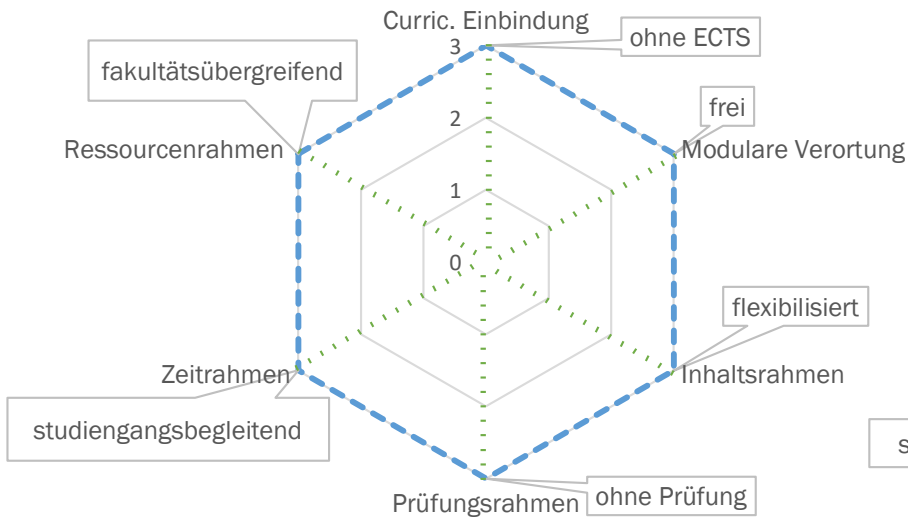 Curric. Einbindung
3
ohne ECTS
fakultätsübergreifend
frei
2
Ressourcenrahmen
Modulare Verortung
1
0
flexibilisiert
Zeitrahmen
Inhaltsrahmen
studiengangsbegleitend
s
Prüfungsrahmen
ohne Prüfung